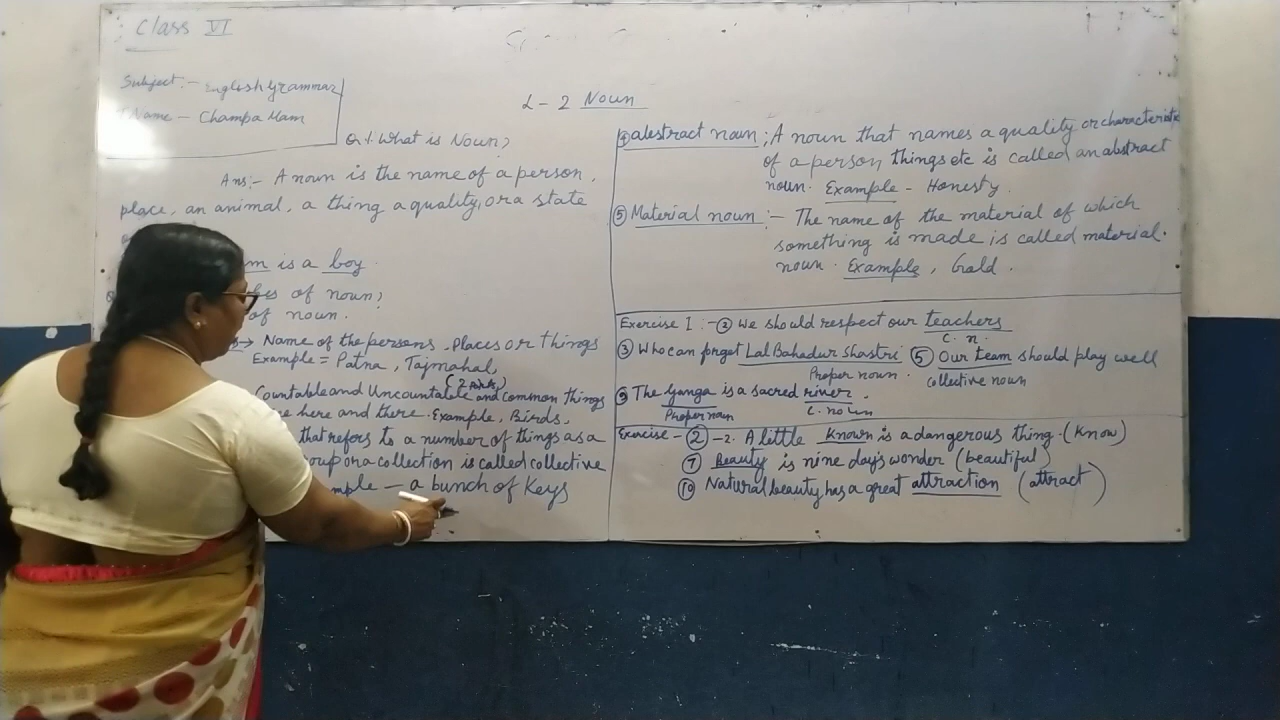 Class VI
Subject:- English Grammar
Name - Champa Mam
L-2 Noun
Q.1. What is Noun?
Ans:- A noun is the name of a person,
place, an animal, a thing a quality, or a state
is a boy.
of noun?
of noun.
→ Name of the persons, Places or things
Example = Patna, Tajmahal,
Countable and Uncountable and common things
here and there. Example, Birds,
that refers to a number of things as a
or a collection is called collective
— a bunch of Keys
④ abestract noun; A noun that names a quality or characteristic
of a person, things etc is called an abstract
noun. Example - Honesty.
⑤ Material noun:- The name of the material of which
something is made is called material.
noun. Example, Gold.
Exercise I:- ② We should respect our teachers
C. n.
③ Who can forget Lal Bahadur Shastri ⑤ Our team should play well
Proper noun. collective noun
⑨ The Ganga is a sacred river.
Proper noun C. noun
Exercise - ② -2. A little Known is a dangerous thing. (Know)
⑦ Beauty is nine day's wonder (beautiful)
⑩ Natural beauty has a great attraction (attract)